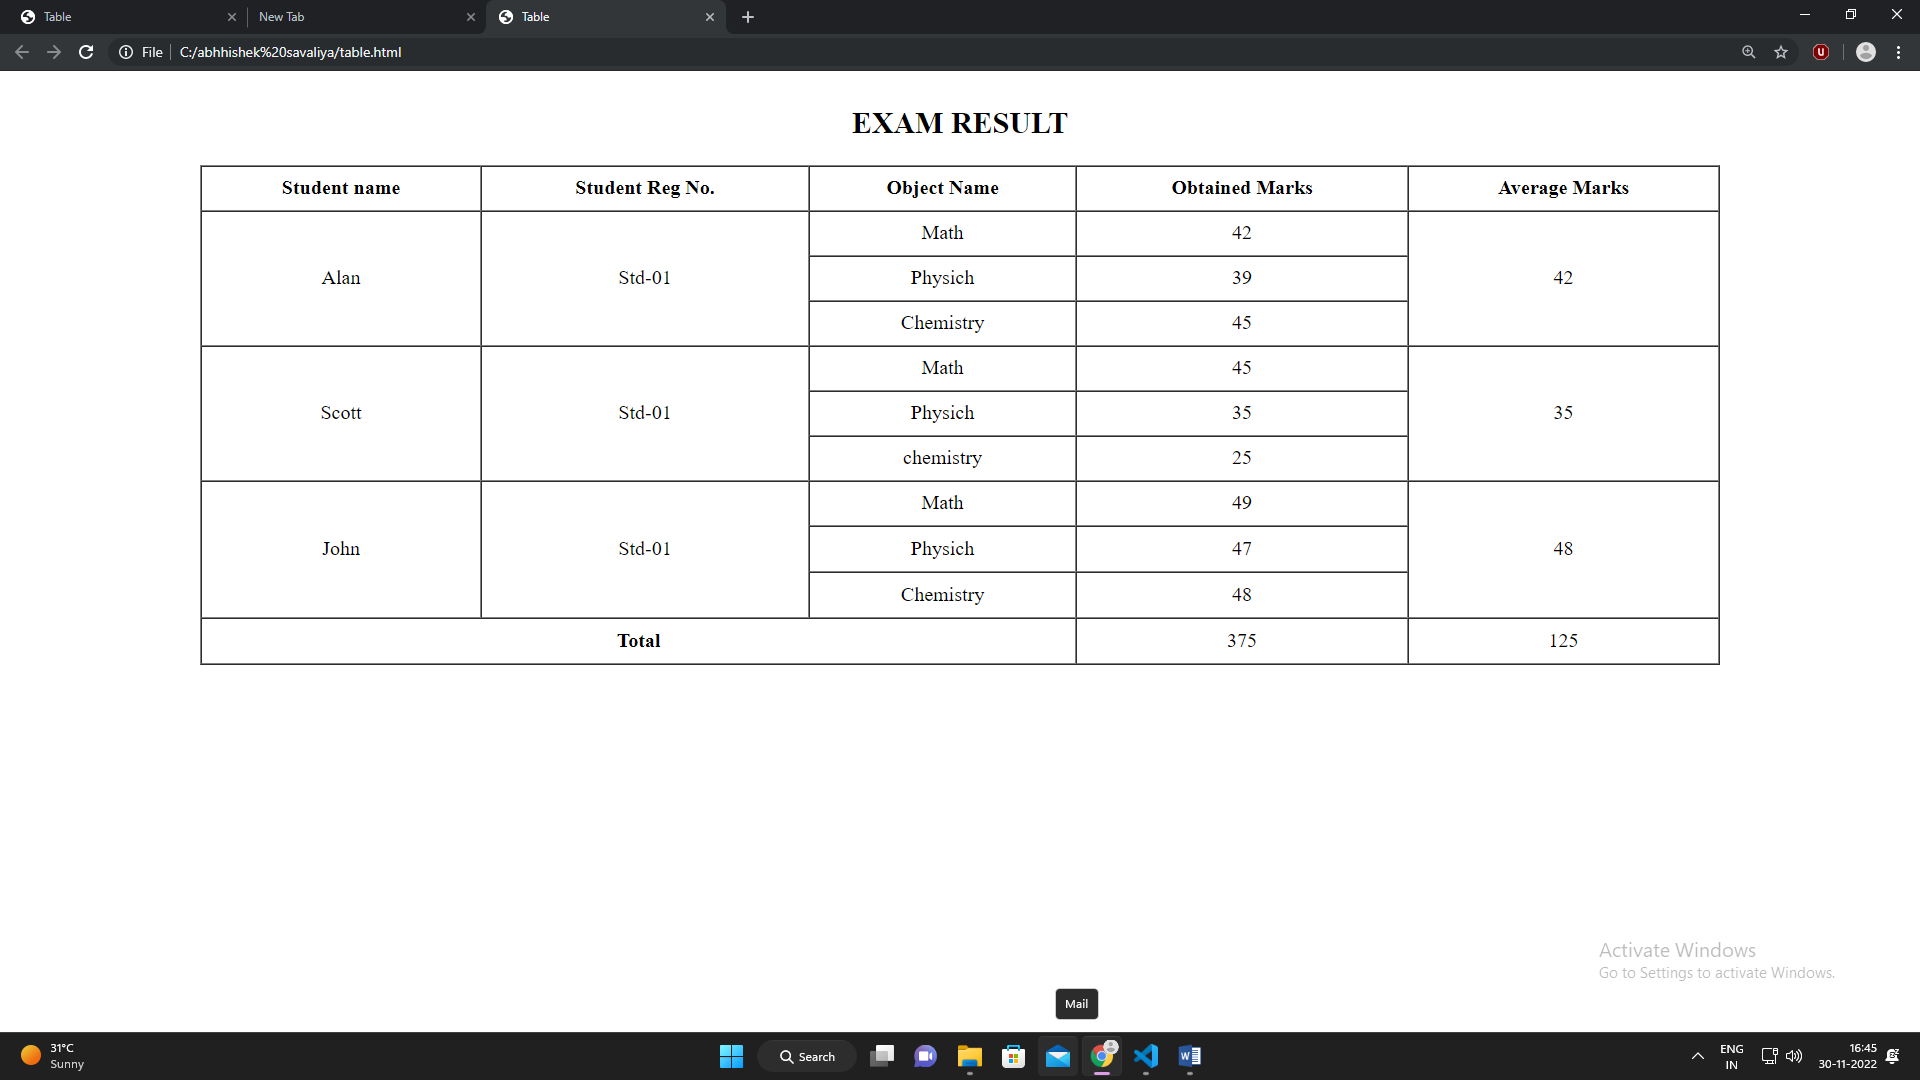 Table
New Tab
Table
File
C:/abhhishek%20savaliya/table.html
U
EXAM RESULT
Student name Student Reg No. Object Name Obtained Marks Average Marks
Alan Std-01 Math 42 42
Physich 39
Chemistry 45
Scott Std-01 Math 45 35
Physich 35
chemistry 25
John Std-01 Math 49 48
Physich 47
Chemistry 48
Total 375 125
Activate Windows
Go to Settings to activate Windows.
Mail
31°C
Sunny
Search
W
ENG
IN
16:45
30-11-2022